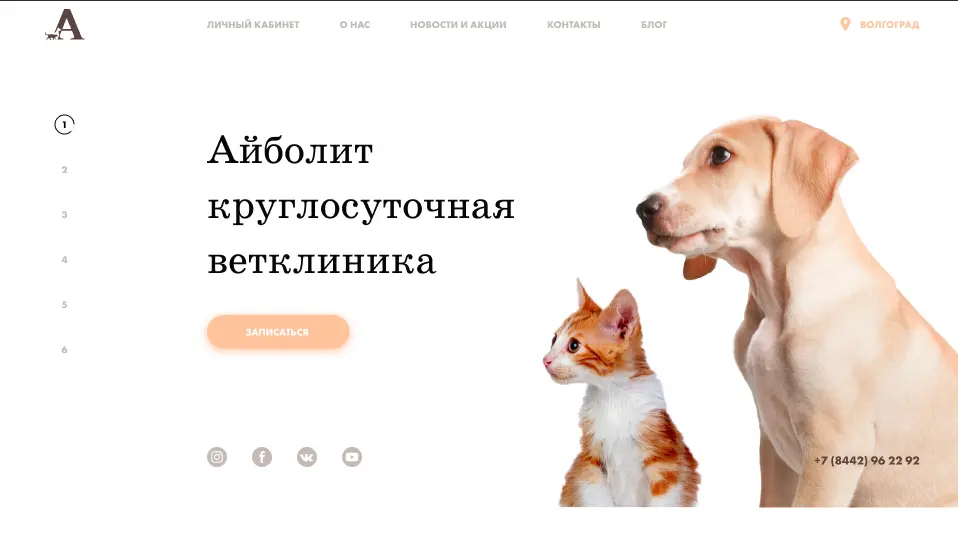 А
ЛИЧНЫЙ КАБИНЕТ
О НАС
НОВОСТИ И АКЦИИ
КОНТАКТЫ
БЛОГ
ВОЛГОГРАД
1
2
3
4
5
6
Айболит
круглосуточная
ветклиника
ЗАПИСАТЬСЯ
+7 (8442) 96 22 92